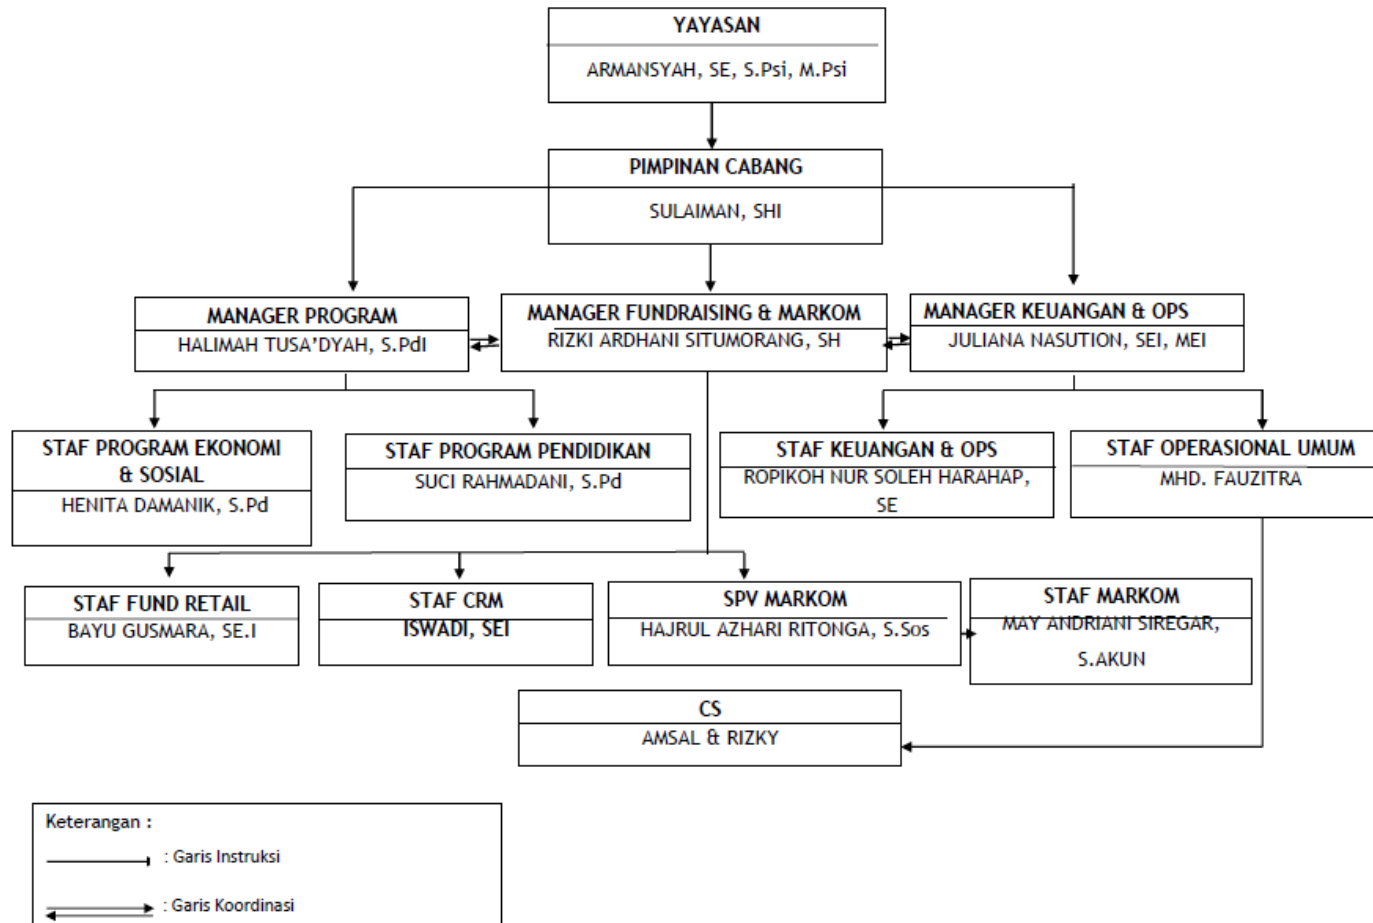 YAYASAN
ARMANSYAH, SE, S.Psi, M.Psi
PIMPINAN CABANG
SULAIMAN, SHI
MANAGER PROGRAM
HALIMAH TUSA'DYAH, S.PdI
MANAGER FUNDRAISING & MARKOM
RIZKI ARDHANI SITUMORANG, SH
MANAGER KEUANGAN & OPS
JULIANA NASUTION, SEI, MEI
STAF PROGRAM EKONOMI
& SOSIAL
HENITA DAMANIK, S.Pd
STAF PROGRAM PENDIDIKAN
SUCI RAHMADANI, S.Pd
STAF KEUANGAN & OPS
ROPIKOH NUR SOLEH HARAHAP,
SE
STAF OPERASIONAL UMUM
MHD. FAUZITRA
STAF FUND RETAIL
BAYU GUSMARA, SE.I
STAF CRM
ISWADI, SEI
SPV MARKOM
HAJRUL AZHARI RITONGA, S.Sos
STAF MARKOM
MAY ANDRIANI SIREGAR,
S.AKUN
CS
AMSAL & RIZKY
Keterangan :
: Garis Instruksi
: Garis Koordinasi